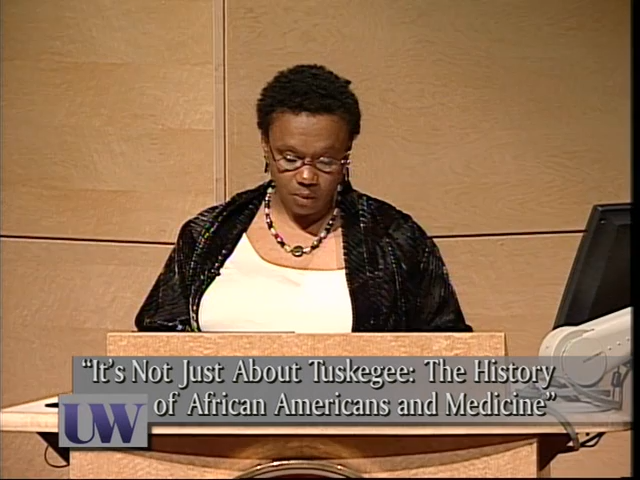 “It’s Not Just About Tuskegee: The History
of African Americans and Medicine”
UW